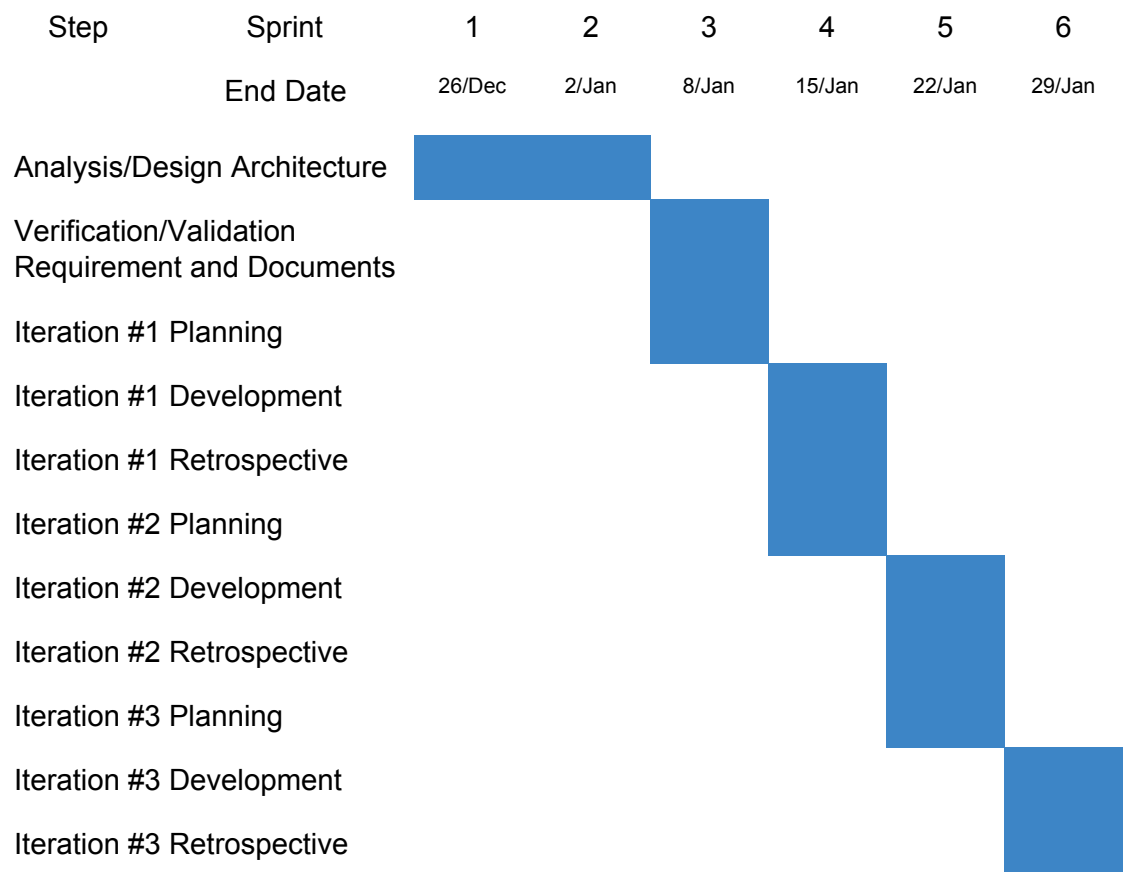 Step Sprint 1 2 3 4 5 6
End Date 26/Dec 2/Jan 8/Jan 15/Jan 22/Jan 29/Jan
Analysis/Design Architecture
Verification/Validation
Requirement and Documents
Iteration #1 Planning
Iteration #1 Development
Iteration #1 Retrospective
Iteration #2 Planning
Iteration #2 Development
Iteration #2 Retrospective
Iteration #3 Planning
Iteration #3 Development
Iteration #3 Retrospective